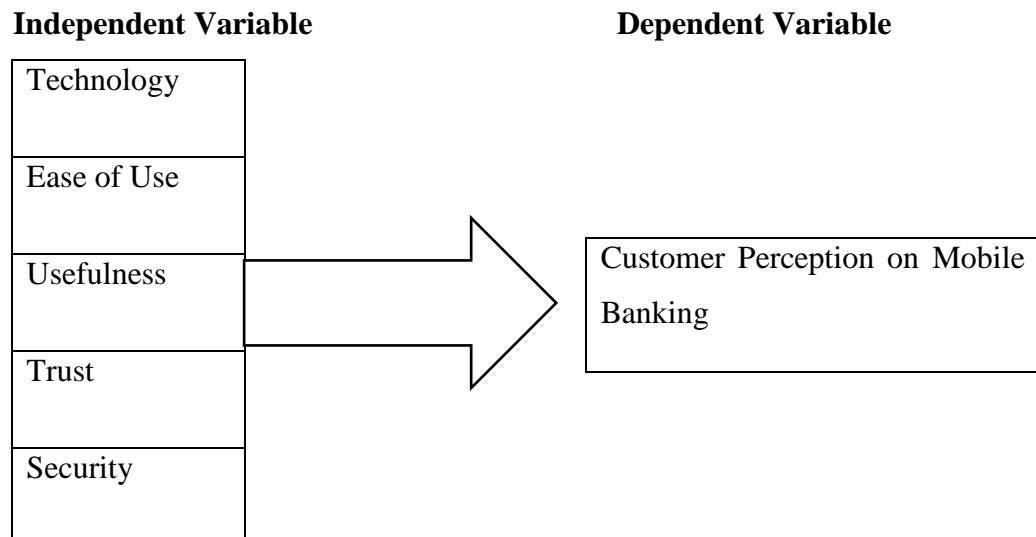 Independent Variable
Dependent Variable
Technology
Ease of Use
Usefulness
Trust
Security
Customer Perception on Mobile
Banking